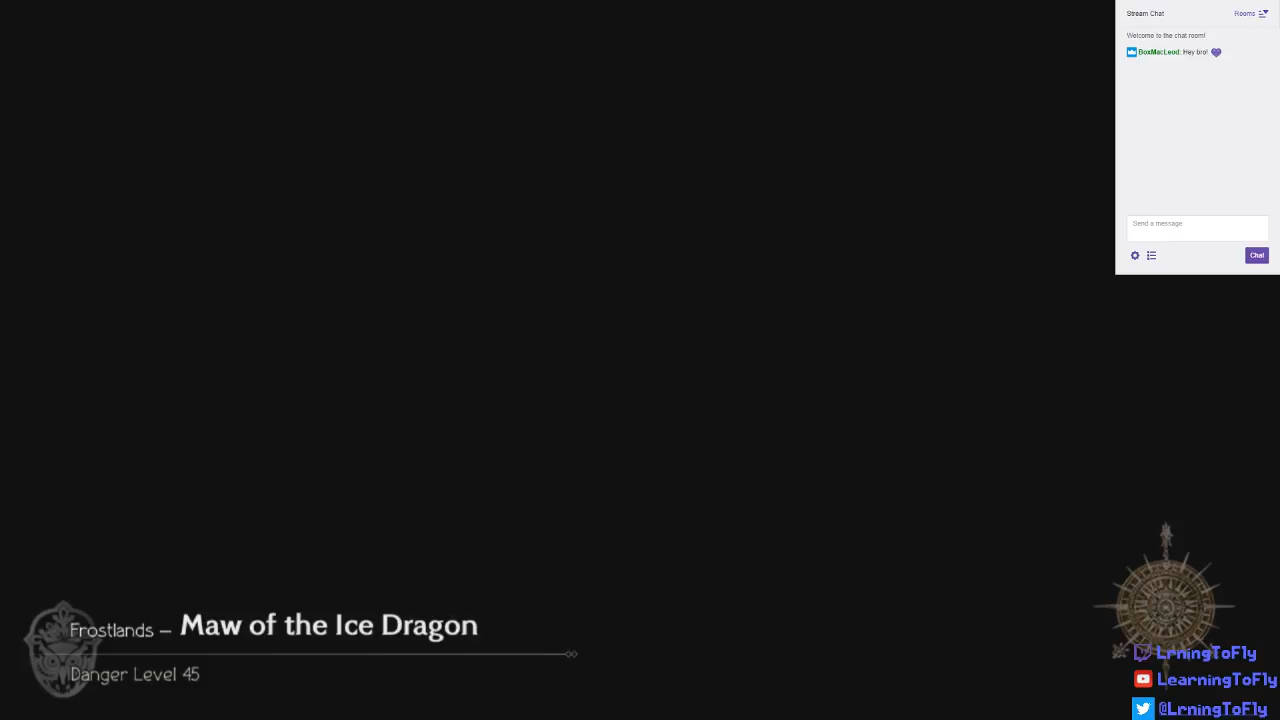 Stream Chat Rooms
Welcome to the chat room!
BoxMacLeod: Hey bro!
Send a message
Chat
Frostlands – Maw of the Ice Dragon
Danger Level 45
LrningToFly
LearningToFly
@LrningToFly